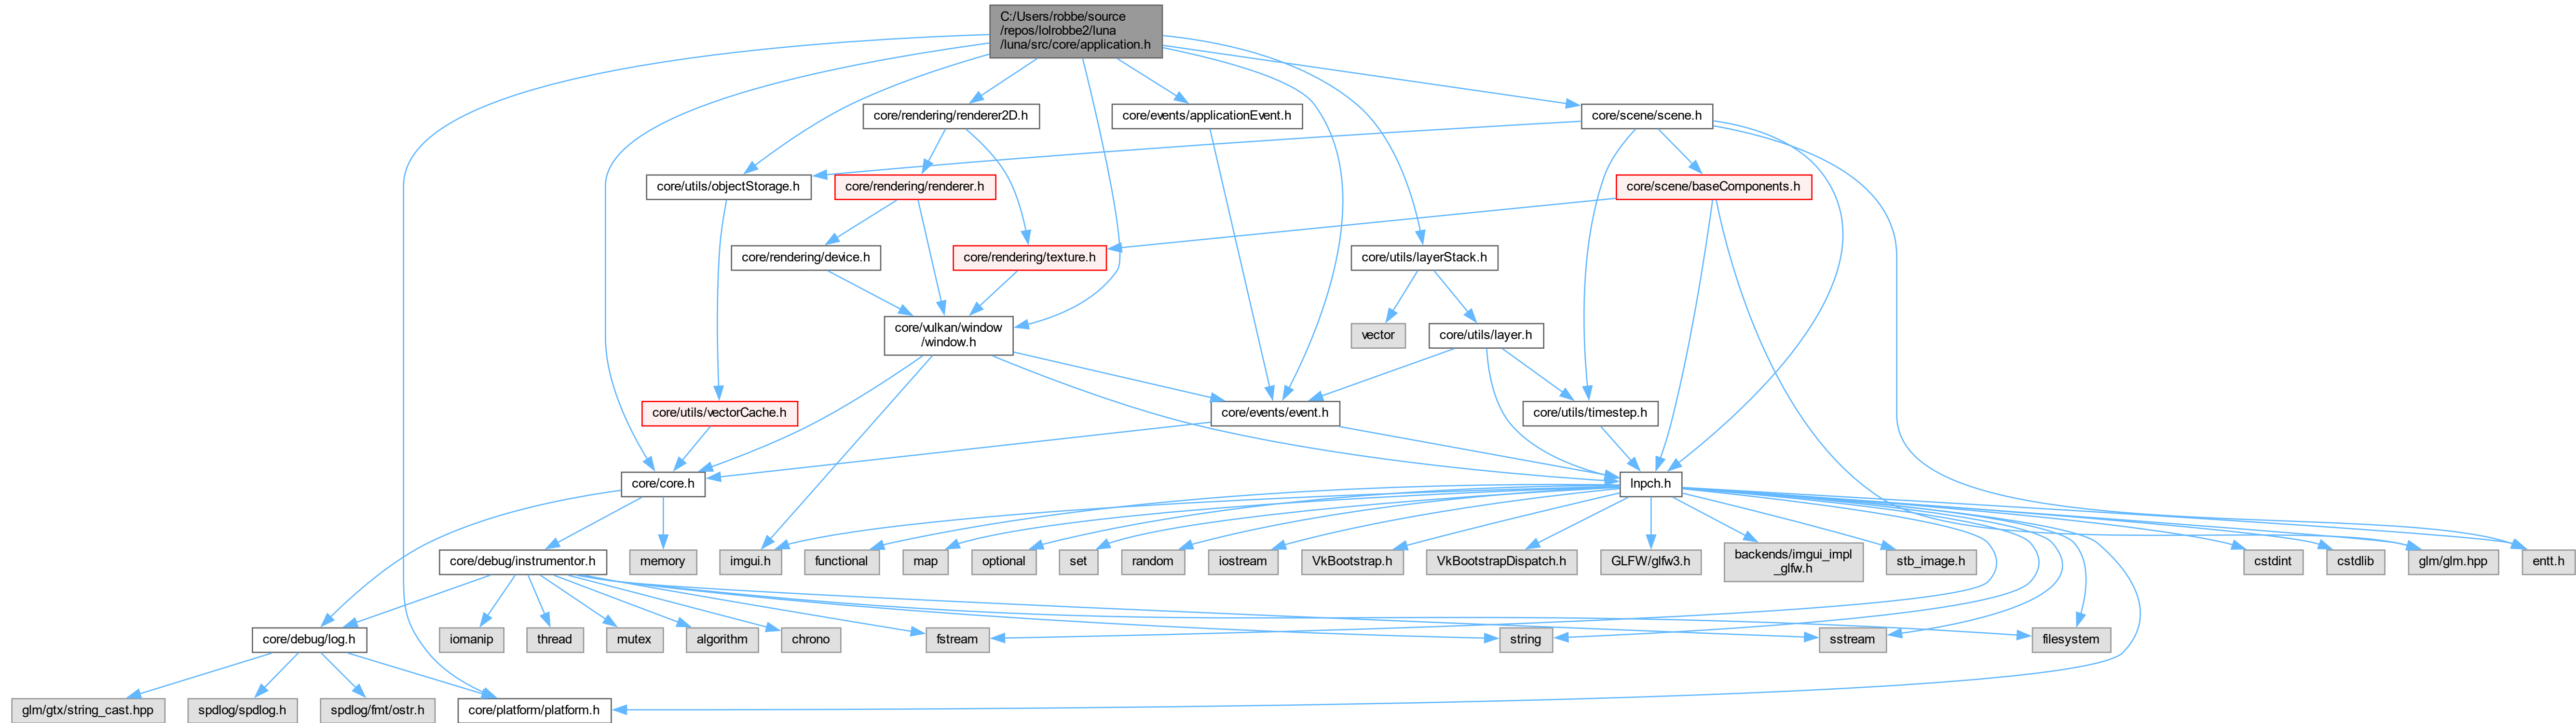 C:/Users/robbe/source
/repos/lolrobbe2/luna
/luna/src/core/application.h
core/rendering/renderer2D.h
core/events/applicationEvent.h
core/scene/scene.h
core/utils/objectStorage.h
core/rendering/renderer.h
core/scene/baseComponents.h
core/rendering/device.h
core/rendering/texture.h
core/utils/layerStack.h
core/vulkan/window
/window.h
vector
core/utils/layer.h
core/utils/vectorCache.h
core/events/event.h
core/utils/timestep.h
core/core.h
lnpch.h
core/debug/instrumentor.h
memory
imgui.h
functional
map
optional
set
random
iostream
VkBootstrap.h
VkBootstrapDispatch.h
GLFW/glfw3.h
backends/imgui_impl
_glfw.h
stb_image.h
cstdint
cstdlib
glm/glm.hpp
entt.h
core/debug/log.h
iomanip
thread
mutex
algorithm
chrono
fstream
string
sstream
filesystem
glm/gtx/string_cast.hpp
spdlog/spdlog.h
spdlog/fmt/ostr.h
core/platform/platform.h